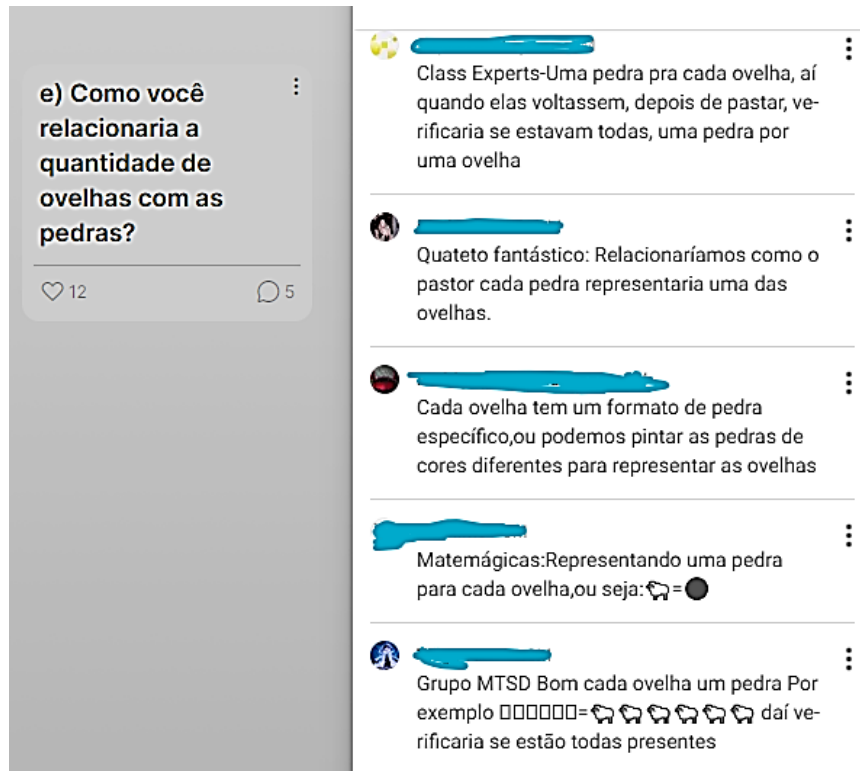 e) Como você
relacionaria a
quantidade de
ovelhas com as
pedras?
12
5
Class Experts-Uma pedra pra cada ovelha, aí
quando elas voltassem, depois de pastar, ve-
rificaria se estavam todas, uma pedra por
uma ovelha
Quateto fantástico: Relacionaríamos como o
pastor cada pedra representaria uma das
ovelhas.
Cada ovelha tem um formato de pedra
específico,ou podemos pintar as pedras de
cores diferentes para representar as ovelhas
Matemágicas:Representando uma pedra
para cada ovelha,ou seja:🐑=⚫
Grupo MTSD Bom cada ovelha um pedra Por
exemplo □□□□□□=🐑🐑🐑🐑🐑🐑 daí ve-
rificaria se estão todas presentes